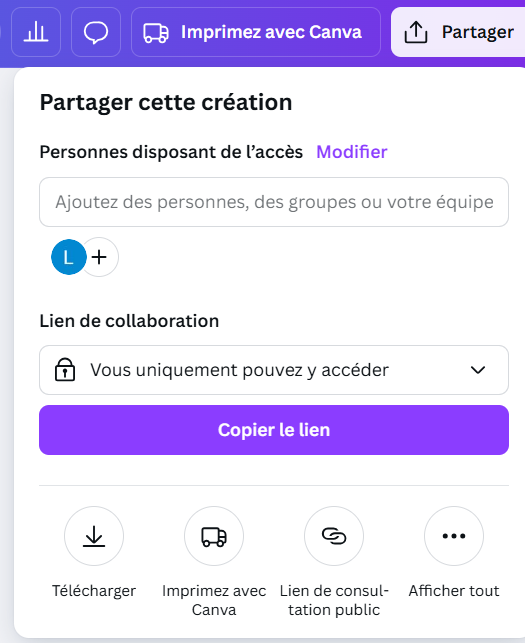 Imprimez avec Canva
Partager
Partager cette création
Personnes disposant de l’accès Modifier
Ajoutez des personnes, des groupes ou votre équipe
L
Lien de collaboration
Vous uniquement pouvez y accéder
Copier le lien
Télécharger
Imprimez avec
Canva
Lien de consul-
tation public
Afficher tout